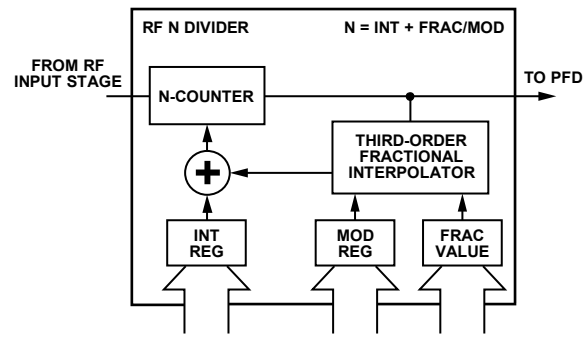 RF N DIVIDER
N = INT + FRAC/MOD
FROM RF
INPUT STAGE
TO PFD
N-COUNTER
THIRD-ORDER
FRACTIONAL
INTERPOLATOR
+
INT
REG
MOD
REG
FRAC
VALUE